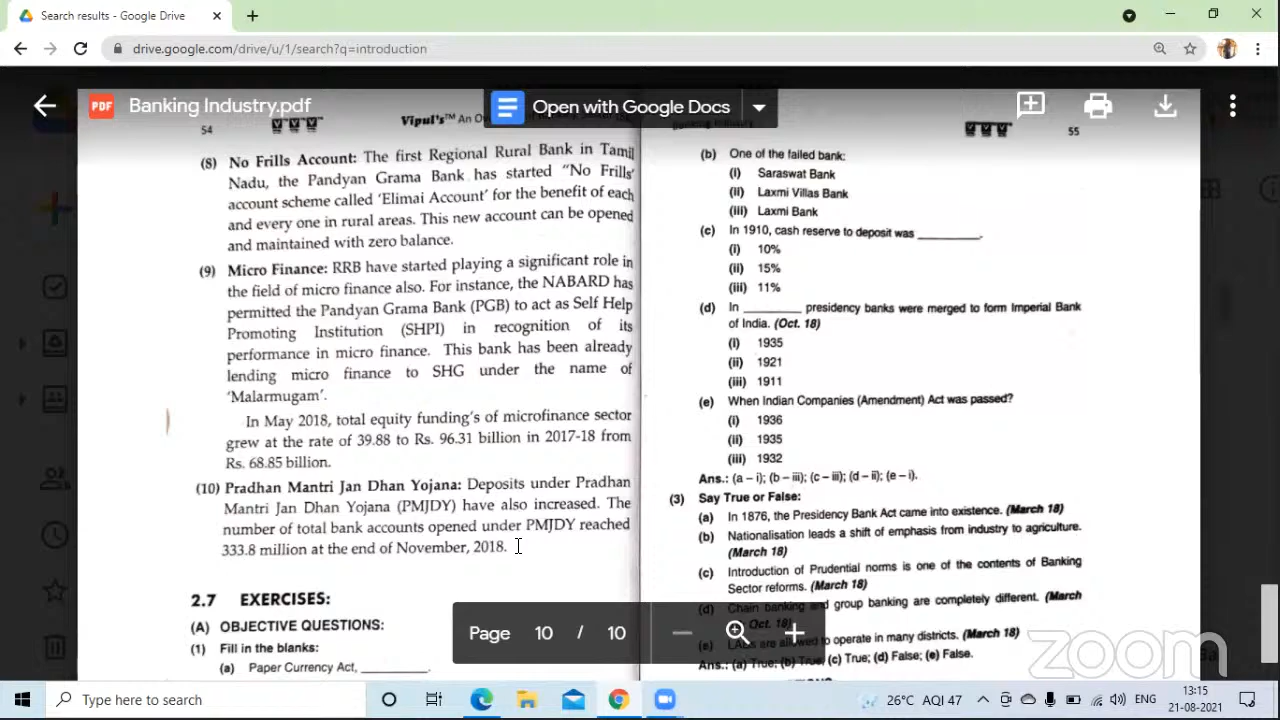 Search results - Google Drive
drive.google.com/drive/u/1/search?q=introduction
PDF Banking Industry.pdf
Open with Google Docs
54
Vipul's™ An
(8) No Frills Account: The first Regional Rural Bank in Tamil
Nadu, the Pandyan Grama Bank has started "No Frills'
account scheme called 'Elimai Account' for the benefit of each
and every one in rural areas. This new account can be opened
and maintained with zero balance.
(9) Micro Finance: RRB have started playing a significant role in
the field of micro finance also. For instance, the NABARD has
permitted the Pandyan Grama Bank (PGB) to act as Self Help
Promoting Institution (SHPI) in recognition of its
performance in micro finance. This bank has been already
lending micro finance to SHG under the name of
'Malarmugam'.
In May 2018, total equity funding's of microfinance sector
grew at the rate of 39.88 to Rs. 96.31 billion in 2017-18 from
Rs. 68.85 billion.
(10) Pradhan Mantri Jan Dhan Yojana: Deposits under Pradhan
Mantri Jan Dhan Yojana (PMJDY) have also increased. The
number of total bank accounts opened under PMJDY reached
333.8 million at the end of November, 2018.
2.7 EXERCISES:
(A) OBJECTIVE QUESTIONS:
(1) Fill in the blanks:
(a) Paper Currency Act, ________.
55
(b) One of the failed bank:
(i) Saraswat Bank
(ii) Laxmi Villas Bank
(iii) Laxmi Bank
(c) In 1910, cash reserve to deposit was ________.
(i) 10%
(ii) 15%
(iii) 11%
(d) In ________ presidency banks were merged to form Imperial Bank
of India. (Oct. 18)
(i) 1935
(ii) 1921
(iii) 1911
(e) When Indian Companies (Amendment) Act was passed?
(i) 1936
(ii) 1935
(iii) 1932
Ans.: (a – i); (b – iii); (c – iii); (d – ii); (e – i).
(3) Say True or False:
(a) In 1876, the Presidency Bank Act came into existence. (March 18)
(b) Nationalisation leads a shift of emphasis from industry to agriculture.
(March 18)
(c) Introduction of Prudential norms is one of the contents of Banking
Sector reforms. (March 18)
(d) Chain banking and group banking are completely different. (March
Oct. 18)
(e) LABs are allowed to operate in many districts. (March 18)
Ans.: (a) True; (b) True; (c) True; (d) False; (e) False.
Page 10 / 10
zoom
Type here to search
26°C AQI 47
ENG
13:15
21-08-2021